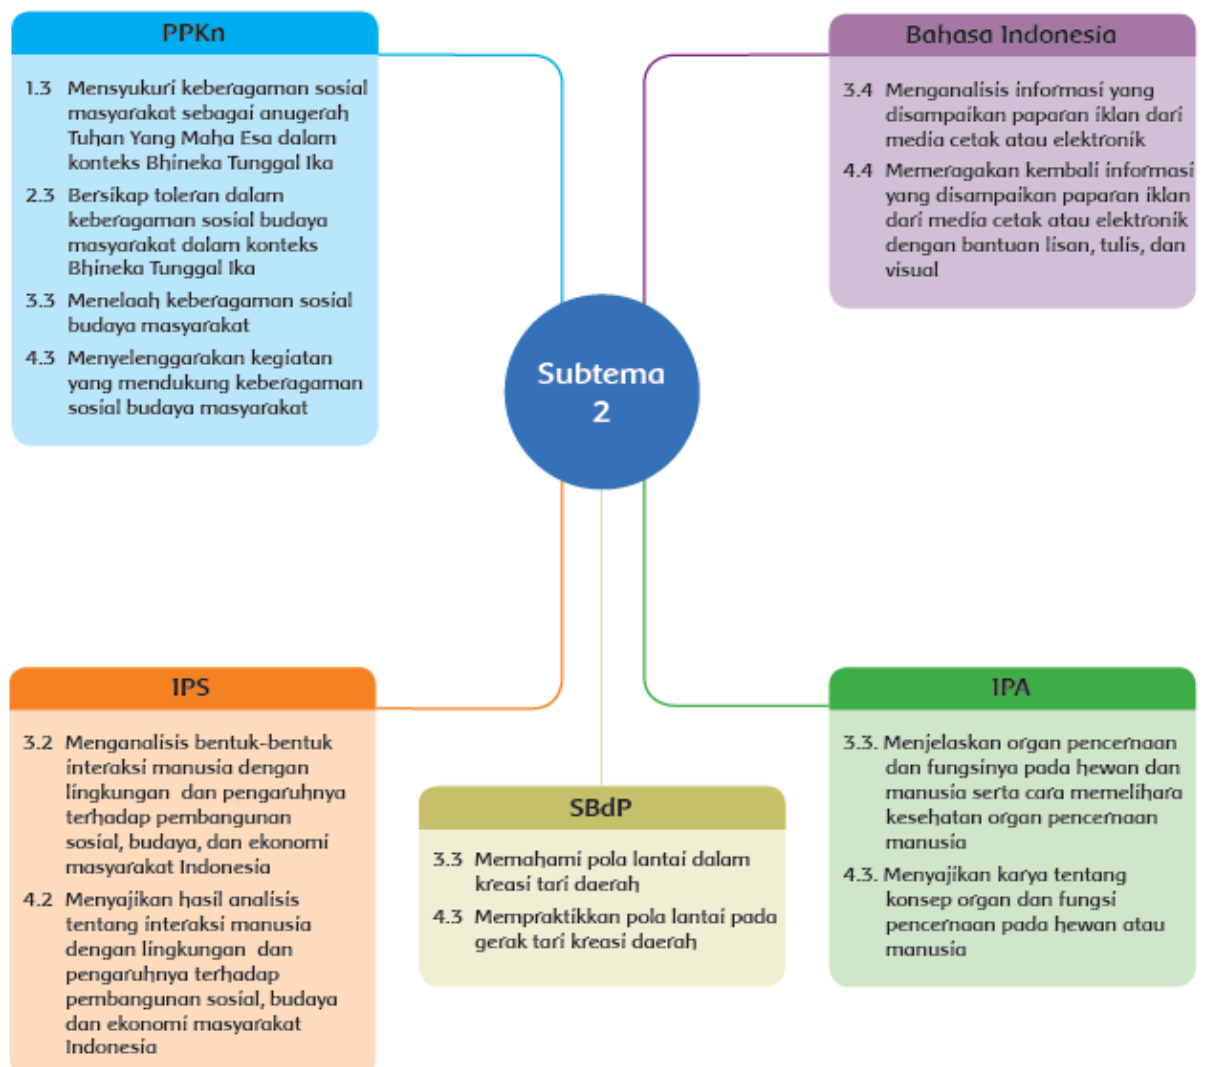 PPKn
1.3 Mensyukuri keberagaman sosial
masyarakat sebagai anugerah
Tuhan Yang Maha Esa dalam
konteks Bhineka Tunggal Ika
2.3 Bersikap toleran dalam
keberagaman sosial budaya
masyarakat dalam konteks
Bhineka Tunggal Ika
3.3 Menelaah keberagaman sosial
budaya masyarakat
4.3 Menyelenggarakan kegiatan
yang mendukung keberagaman
sosial budaya masyarakat
Bahasa Indonesia
3.4 Menganalisis informasi yang
disampaikan paparan iklan dari
media cetak atau elektronik
4.4 Memeragakan kembali informasi
yang disampaikan paparan iklan
dari media cetak atau elektronik
dengan bantuan lisan, tulis, dan
visual
Subtema
2
IPS
3.2 Menganalisis bentuk-bentuk
interaksi manusia dengan
lingkungan dan pengaruhnya
terhadap pembangunan
sosial, budaya, dan ekonomi
masyarakat Indonesia
4.2 Menyajikan hasil analisis
tentang interaksi manusia
dengan lingkungan dan
pengaruhnya terhadap
pembangunan sosial, budaya
dan ekonomi masyarakat
Indonesia
SBdP
3.3 Memahami pola lantai dalam
kreasi tari daerah
4.3 Mempraktikkan pola lantai pada
gerak tari kreasi daerah
IPA
3.3. Menjelaskan organ pencernaan
dan fungsinya pada hewan dan
manusia serta cara memelihara
kesehatan organ pencernaan
manusia
4.3. Menyajikan karya tentang
konsep organ dan fungsi
pencernaan pada hewan atau
manusia